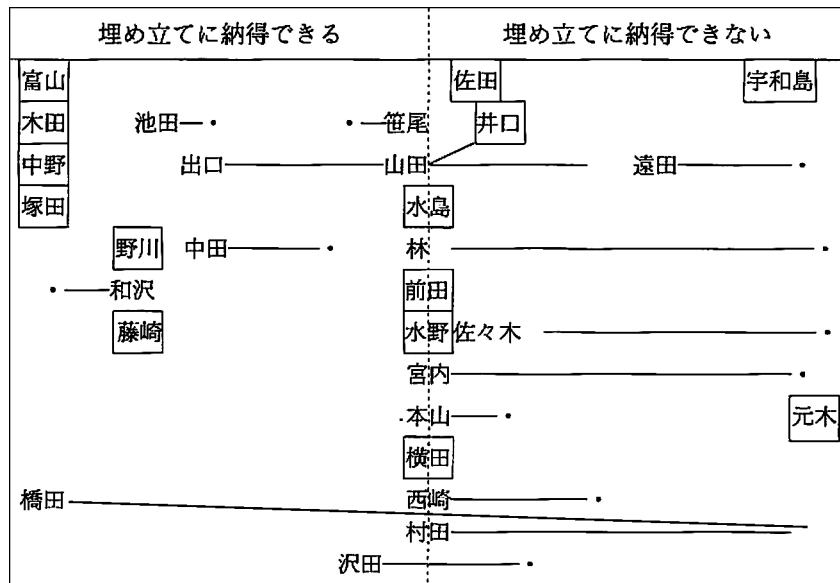 埋め立てに納得できる 埋め立てに納得できない
富山 佐田 宇和島
木田 池田 笹尾 井口
中野 出口 山田 遠田
塚田 水島
野川 中田 林
和沢 前田
藤崎 水野 佐々木
宮内
本山 元木
横田
橋田 西崎
村田
沢田